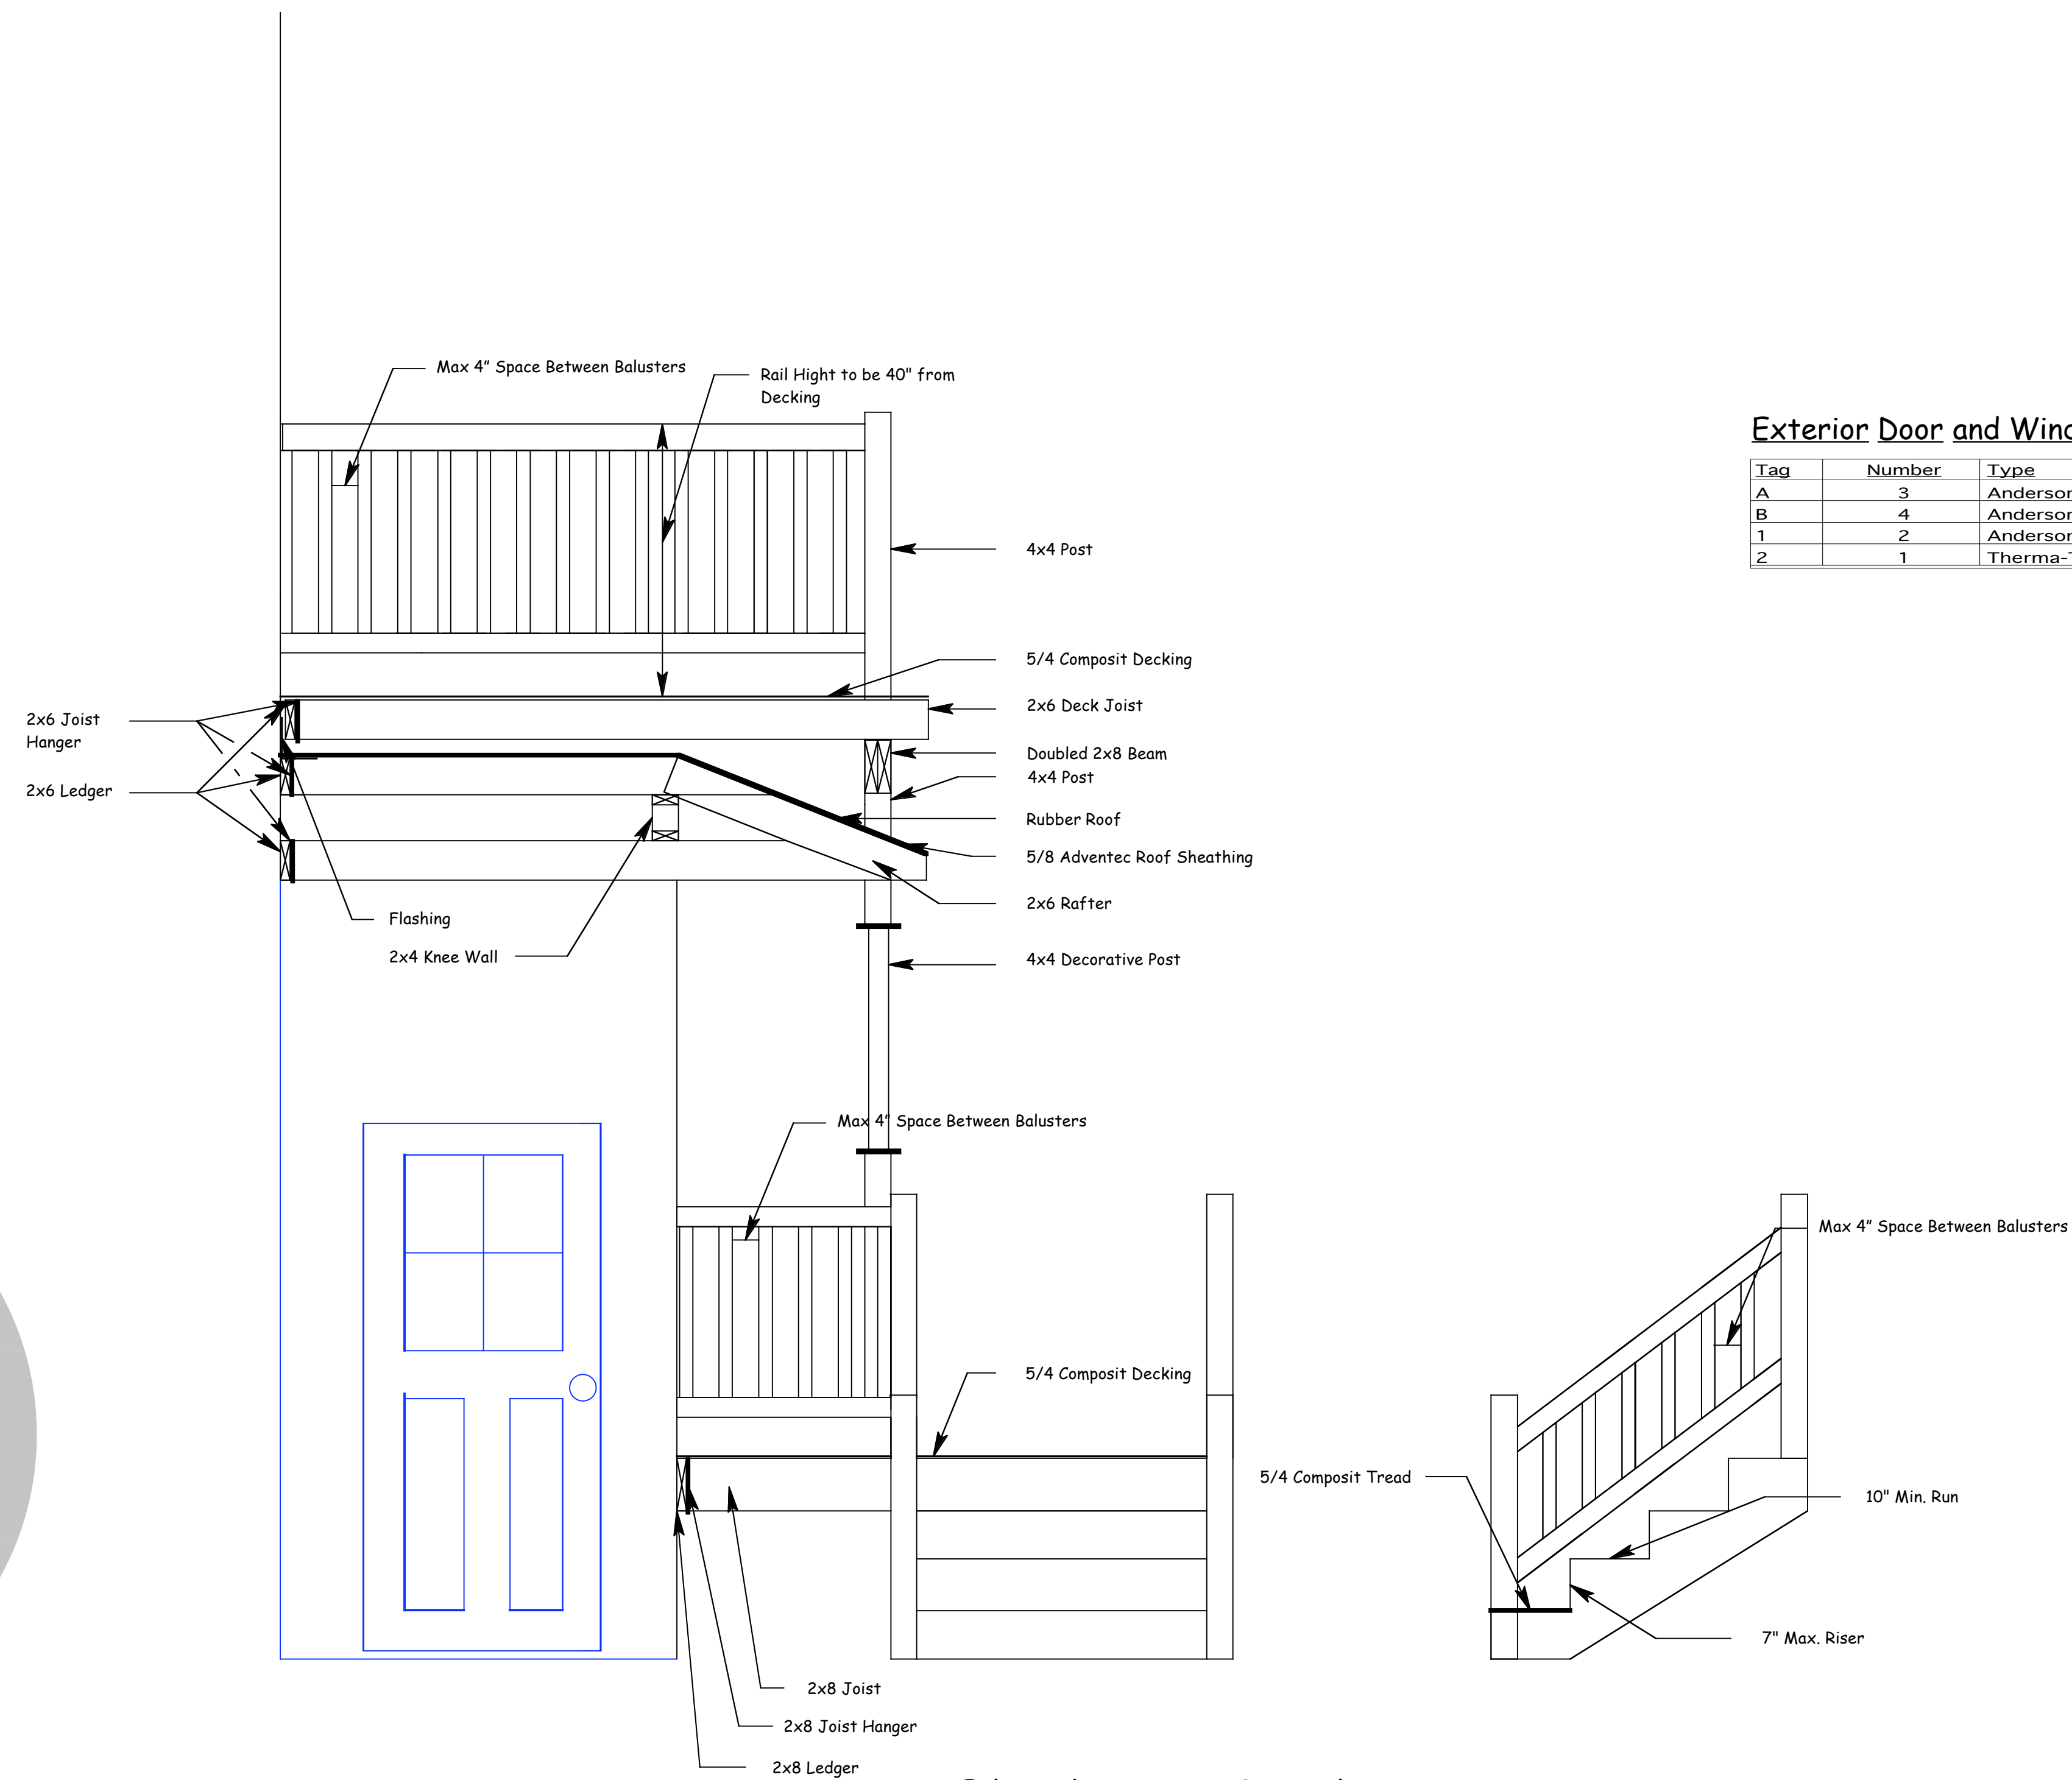 Max 4” Space Between Balusters
Rail Hight to be 40" from
Decking
4x4 Post
5/4 Composit Decking
2x6 Deck Joist
2x6 Joist
Hanger
Doubled 2x8 Beam
4x4 Post
2x6 Ledger
Rubber Roof
5/8 Adventec Roof Sheathing
2x6 Rafter
Flashing
2x4 Knee Wall
4x4 Decorative Post
Max 4” Space Between Balusters
5/4 Composit Decking
2x8 Joist
2x8 Joist Hanger
2x8 Ledger
Exterior Door and
Tag Number Type
A 3
B 4
1 2
2 1
Max 4” Space Between Balusters
5/4 Composit Tread
10" Min. Run
7" Max. Riser